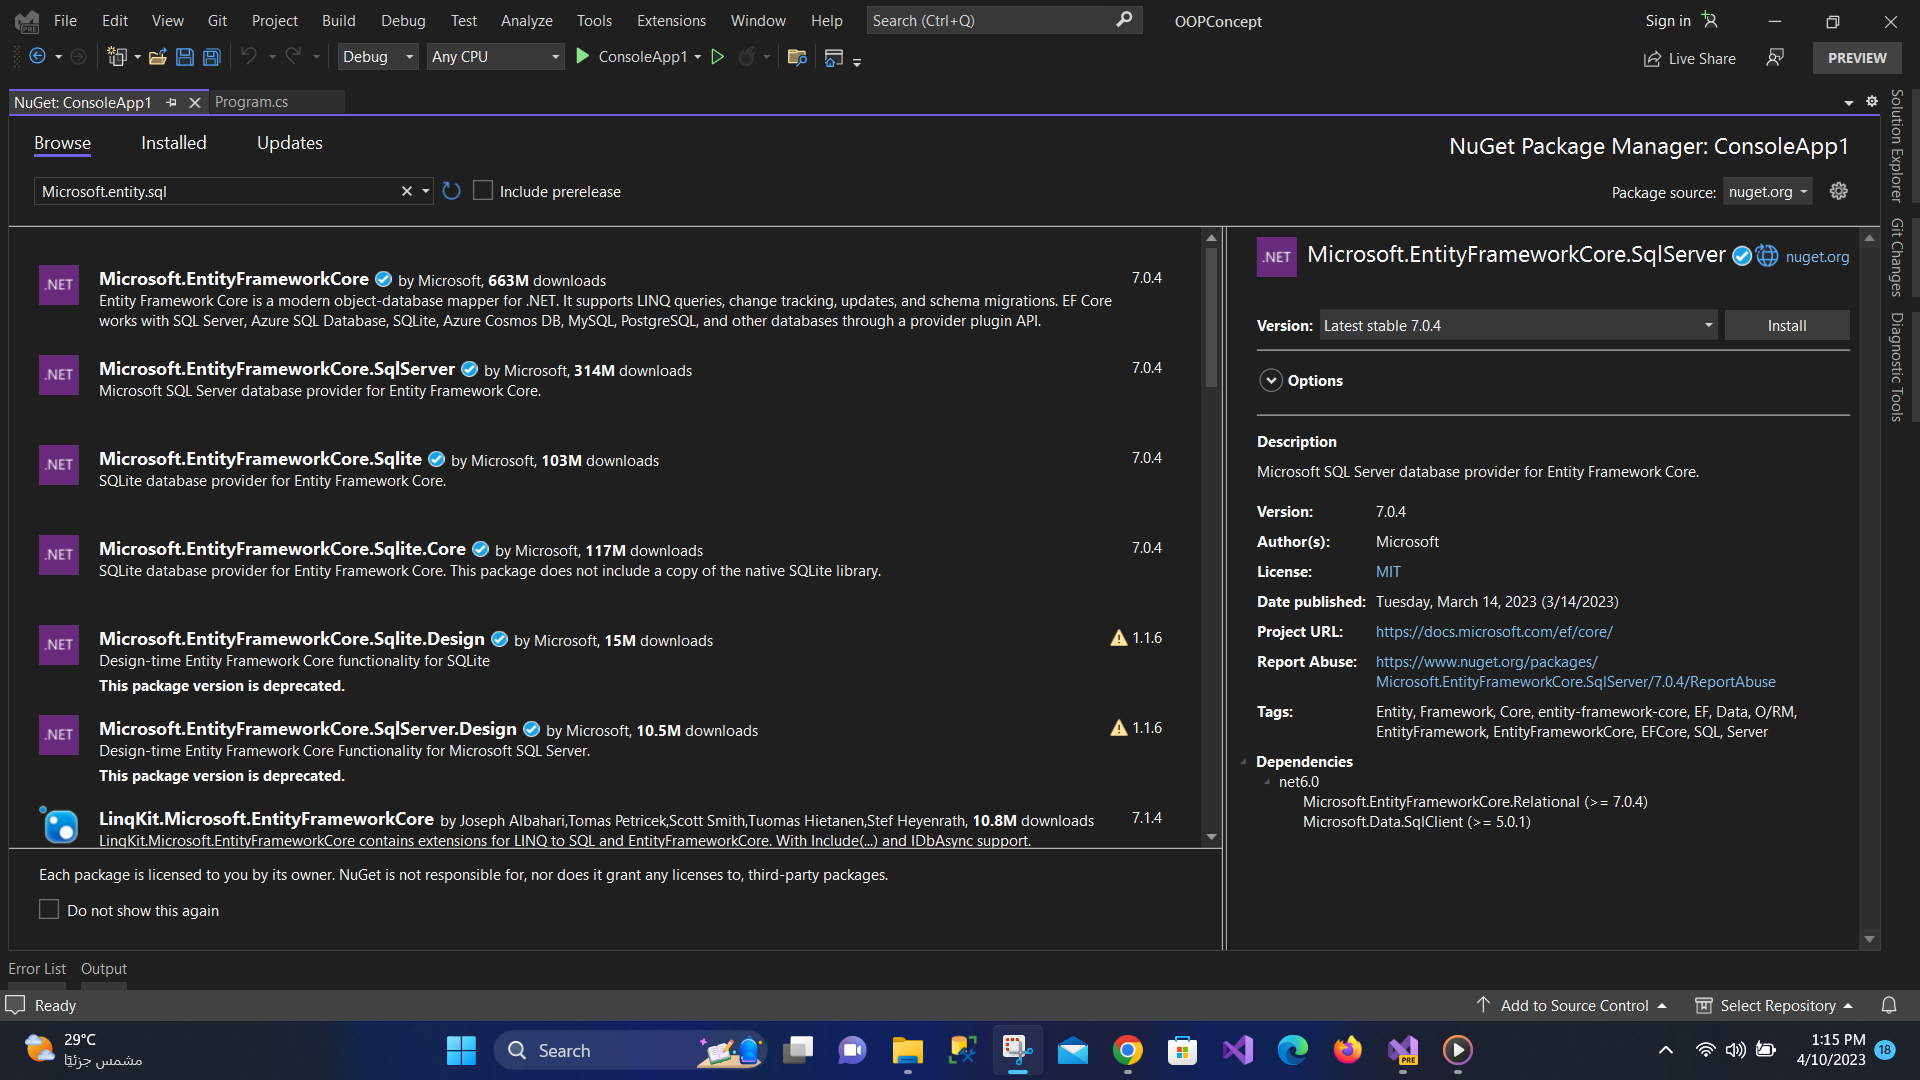 File Edit View Git Project Build Debug Test Analyze Tools Extensions Window Help Search (Ctrl+Q) OOPConcept Sign in
Debug Any CPU ConsoleApp1 Live Share PREVIEW
NuGet: ConsoleApp1 Program.cs
Browse Installed Updates
NuGet Package Manager: ConsoleApp1
Microsoft.entity.sql Include prerelease
Package source: nuget.org
.NET Microsoft.EntityFrameworkCore by Microsoft, 663M downloads 7.0.4
Entity Framework Core is a modern object-database mapper for .NET. It supports LINQ queries, change tracking, updates, and schema migrations. EF Core
works with SQL Server, Azure SQL Database, SQLite, Azure Cosmos DB, MySQL, PostgreSQL, and other databases through a provider plugin API.
.NET Microsoft.EntityFrameworkCore.SqlServer by Microsoft, 314M downloads 7.0.4
Microsoft SQL Server database provider for Entity Framework Core.
.NET Microsoft.EntityFrameworkCore.Sqlite by Microsoft, 103M downloads 7.0.4
SQLite database provider for Entity Framework Core.
.NET Microsoft.EntityFrameworkCore.Sqlite.Core by Microsoft, 117M downloads 7.0.4
SQLite database provider for Entity Framework Core. This package does not include a copy of the native SQLite library.
.NET Microsoft.EntityFrameworkCore.Sqlite.Design by Microsoft, 15M downloads 1.1.6
Design-time Entity Framework Core functionality for SQLite
This package version is deprecated.
.NET Microsoft.EntityFrameworkCore.SqlServer.Design by Microsoft, 10.5M downloads 1.1.6
Design-time Entity Framework Core Functionality for Microsoft SQL Server.
This package version is deprecated.
LinqKit.Microsoft.EntityFrameworkCore by Joseph Albahari,Tomas Petricek,Scott Smith,Tuomas Hietanen,Stef Heyenrath, 10.8M downloads 7.1.4
LinqKit.Microsoft.EntityFrameworkCore contains extensions for LINQ to SQL and EntityFrameworkCore. With Include(...) and IDbAsync support.
Each package is licensed to you by its owner. NuGet is not responsible for, nor does it grant any licenses to, third-party packages.
Do not show this again
.NET Microsoft.EntityFrameworkCore.SqlServer nuget.org
Version: Latest stable 7.0.4 Install
Options
Description
Microsoft SQL Server database provider for Entity Framework Core.
Version: 7.0.4
Author(s): Microsoft
License: MIT
Date published: Tuesday, March 14, 2023 (3/14/2023)
Project URL: https://docs.microsoft.com/ef/core/
Report Abuse: https://www.nuget.org/packages/
Microsoft.EntityFrameworkCore.SqlServer/7.0.4/ReportAbuse
Tags: Entity, Framework, Core, entity-framework-core, EF, Data, O/RM,
EntityFramework, EntityFrameworkCore, EFCore, SQL, Server
Dependencies
net6.0
Microsoft.EntityFrameworkCore.Relational (>= 7.0.4)
Microsoft.Data.SqlClient (>= 5.0.1)
Solution Explorer
Git Changes
Diagnostic Tools
Error List Output
Ready Add to Source Control Select Repository
29°C
مشمس جزئيًا
Search
PRE
1:15 PM
4/10/2023
18